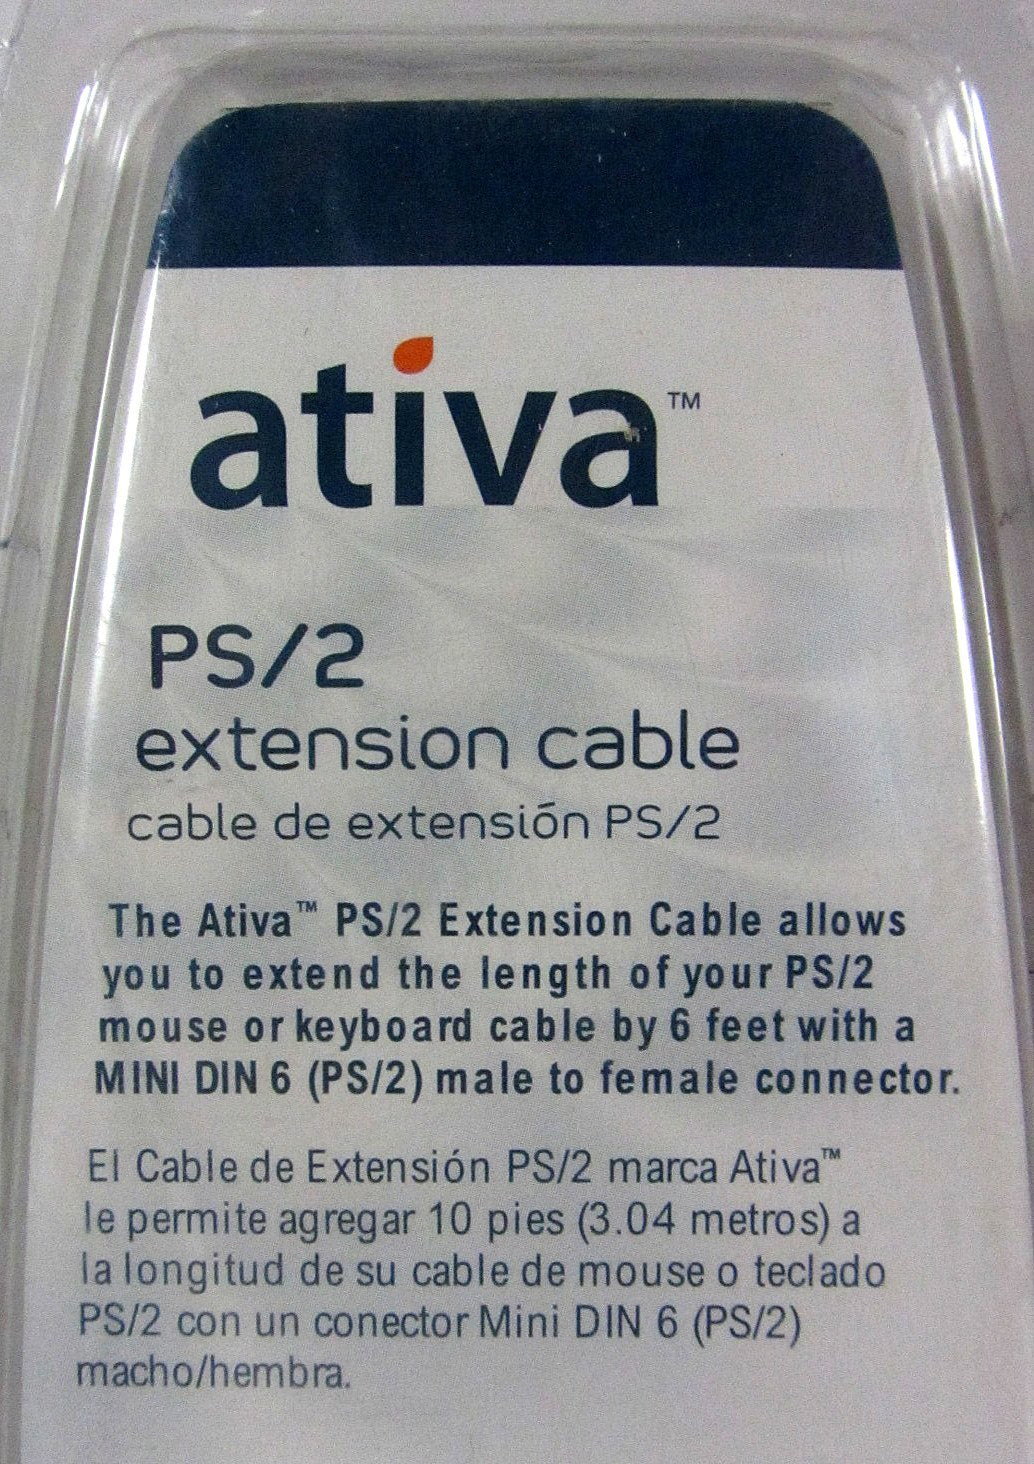 ativa™
PS/2
extension cable
cable de extensión PS/2
The Ativa™ PS/2 Extension Cable allows
you to extend the length of your PS/2
mouse or keyboard cable by 6 feet with a
MINI DIN 6 (PS/2) male to female connector.
El Cable de Extensión PS/2 marca Ativa™
le permite agregar 10 pies (3.04 metros) a
la longitud de su cable de mouse o teclado
PS/2 con un conector Mini DIN 6 (PS/2)
macho/hembra.